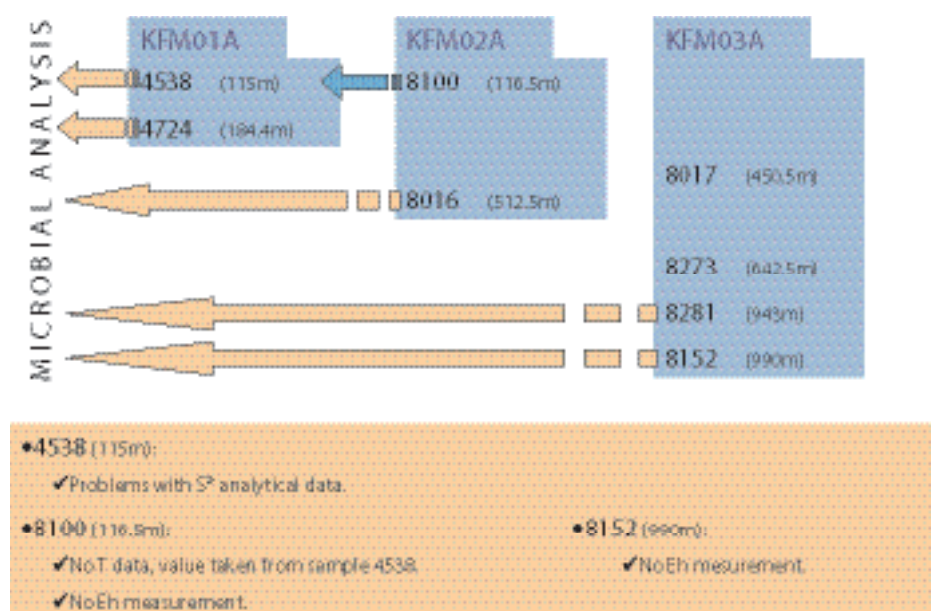 MICROBIAL ANALYSIS
KFM01A
4538 (115m)
4724 (184.4m)
KFM02A
8100 (116.5m)
8016 (512.5m)
KFM03A
8017 (450.5m)
8273 (642.5m)
8281 (943m)
8152 (990m)
•4538 (115m):
✔Problems with S²⁻ analytical data.
•8100 (116.5m):
✔No T data, value taken from sample 4538.
✔No Eh measurement.
•8152 (990m):
✔No Eh mesurement.